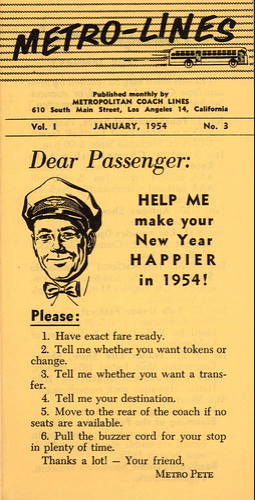 METRO-LINES
Published monthly by
METROPOLITAN COACH LINES
610 South Main Street, Los Angeles 14, California
Vol. I JANUARY, 1954 No. 3
Dear Passenger:
HELP ME
make your
New Year
HAPPIER
in 1954!
Please:
1. Have exact fare ready.
2. Tell me whether you want tokens or
change.
3. Tell me whether you want a trans-
fer.
4. Tell me your destination.
5. Move to the rear of the coach if no
seats are available.
6. Pull the buzzer cord for your stop
in plenty of time.
Thanks a lot! — Your friend,
METRO PETE